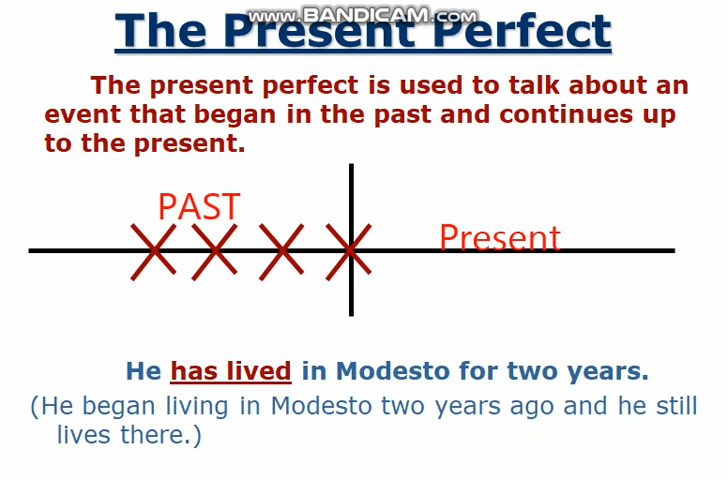 www.BANDICAM.com
The Present Perfect
The present perfect is used to talk about an
event that began in the past and continues up
to the present.
PAST
Present
He has lived in Modesto for two years.
(He began living in Modesto two years ago and he still
lives there.)